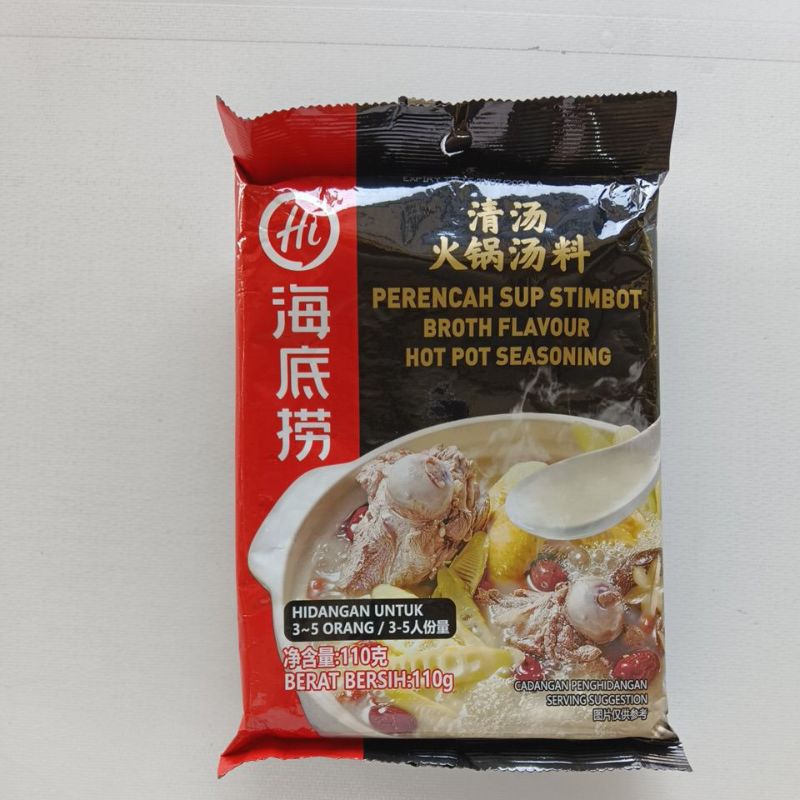 Hi
海底捞
清汤
火锅汤料
PERENCAH SUP STIMBOT
BROTH FLAVOUR
HOT POT SEASONING
HIDANGAN UNTUK
3~5 ORANG / 3-5人份量
净含量:110克
BERAT BERSIH:110g
CADANGAN PENGHIDANGAN
SERVING SUGGESTION
图片仅供参考